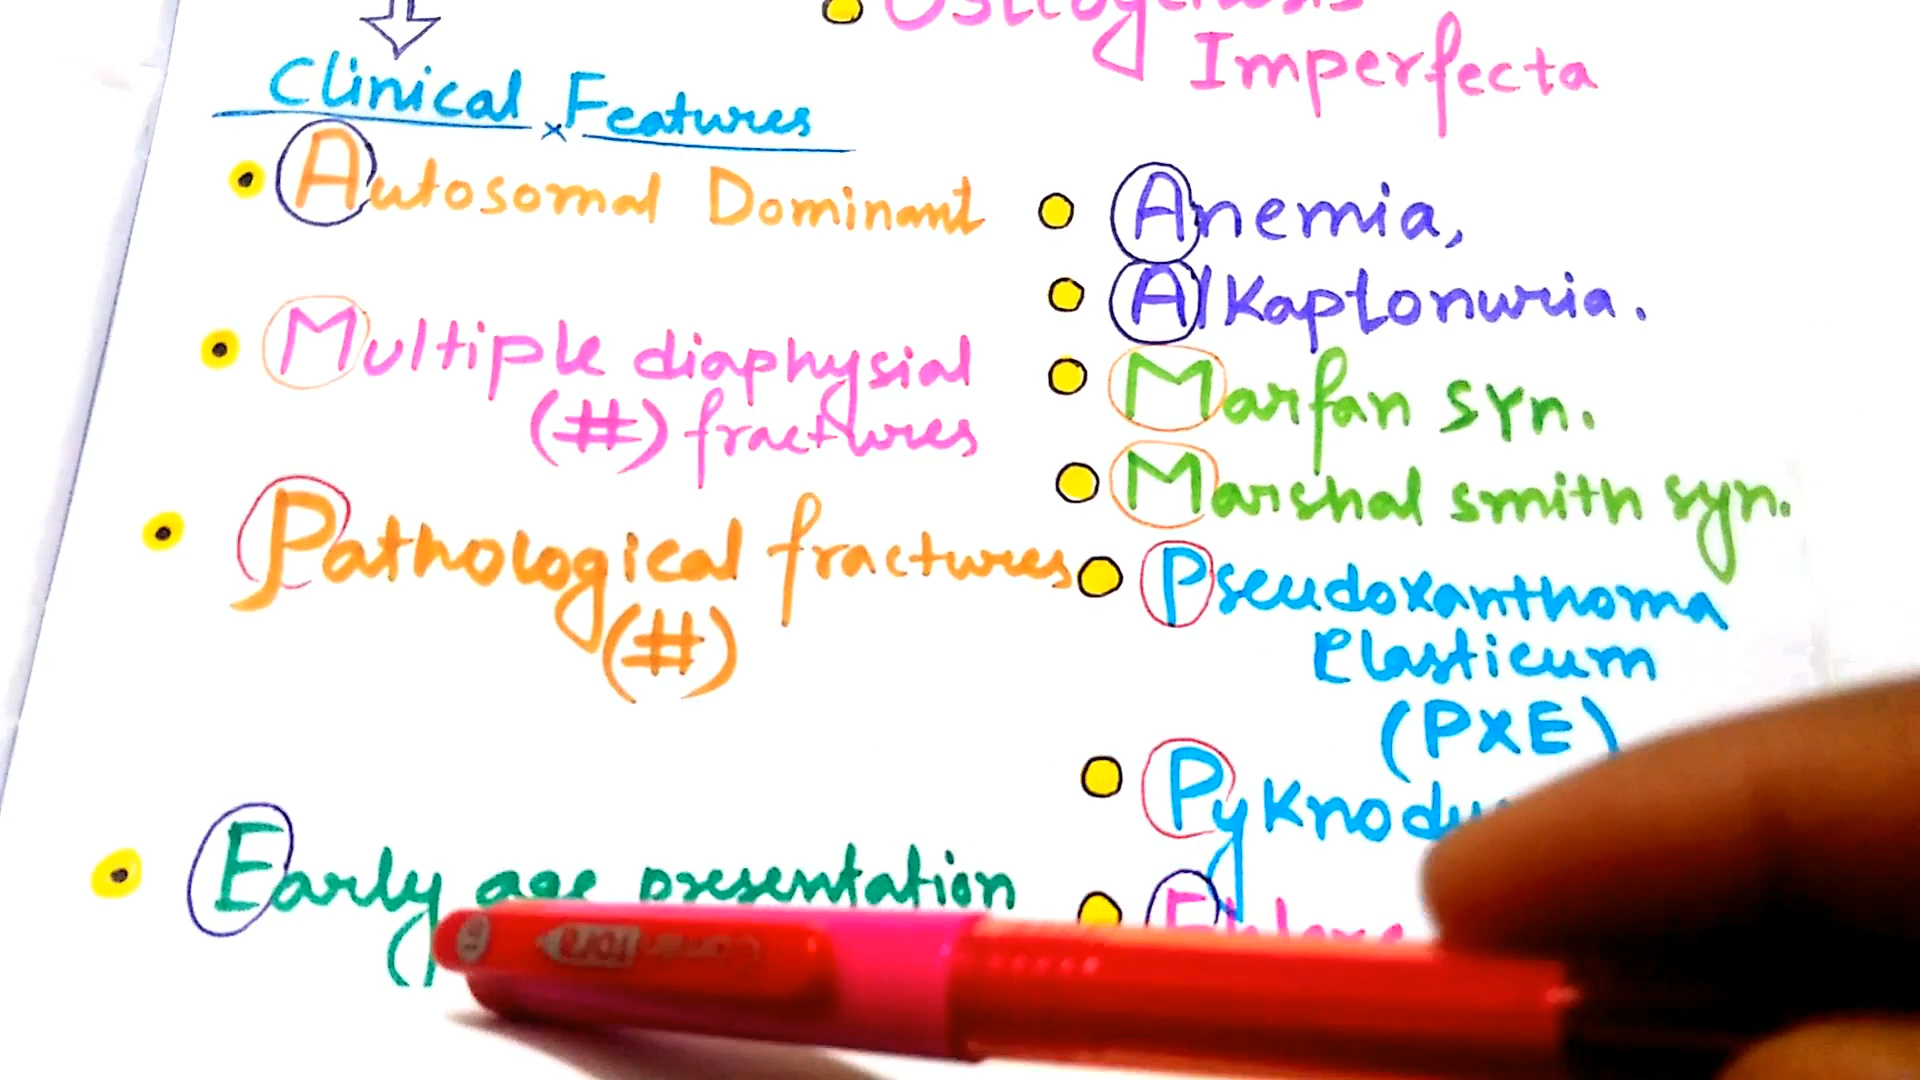 Imperfecta
Clinical Features
Autosomal Dominant
Multiple diaphysial
(#) fractures
Pathological fractures
(#)
Early age presentation
Anemia,
Alkaptonuria.
Marfan syn.
Marshal smith syn.
Pseudoxanthoma
Elasticum
(PXE)